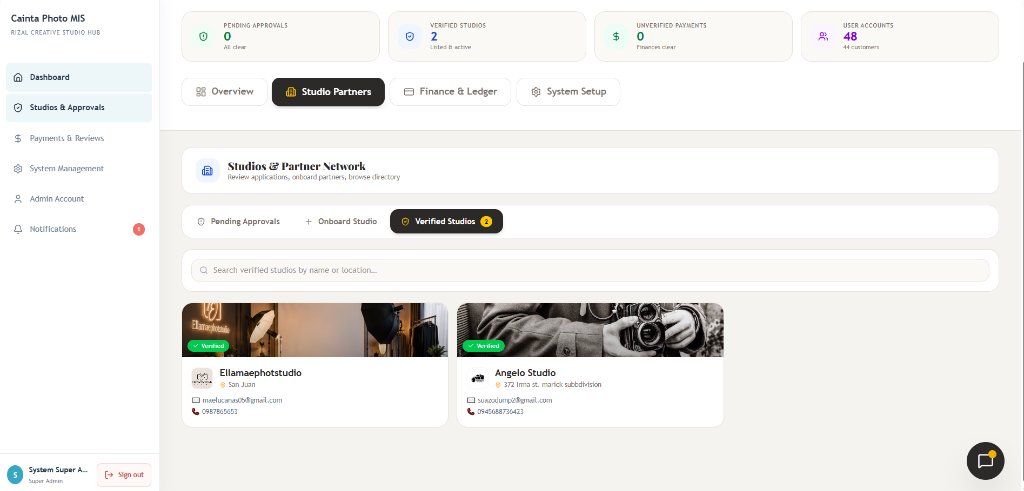 Cainta Photo MIS
RIZAL CREATIVE STUDIO HUB
Dashboard
Studios & Approvals
Payments & Reviews
System Management
Admin Account
Notifications
System Super A...
Super Admin
S
Sign out
PENDING APPROVALS
0
All clear
VERIFIED STUDIOS
2
Listed & active
UNVERIFIED PAYMENTS
0
Finances clear
USER ACCOUNTS
48
44 customers
Overview
Studio Partners
Finance & Ledger
System Setup
Studios & Partner Network
Review applications, onboard partners, browse directory
Pending Approvals
Onboard Studio
Verified Studios 2
Search verified studios by name or location...
Ellamaephotstudio
Verified
Ellamaephotstudio
San Juan
maelucanas05@gmail.com
0987865653
Verified
Angelo Studio
372 Irma st. marick subbdivision
suazodump2@gmail.com
0945688736423